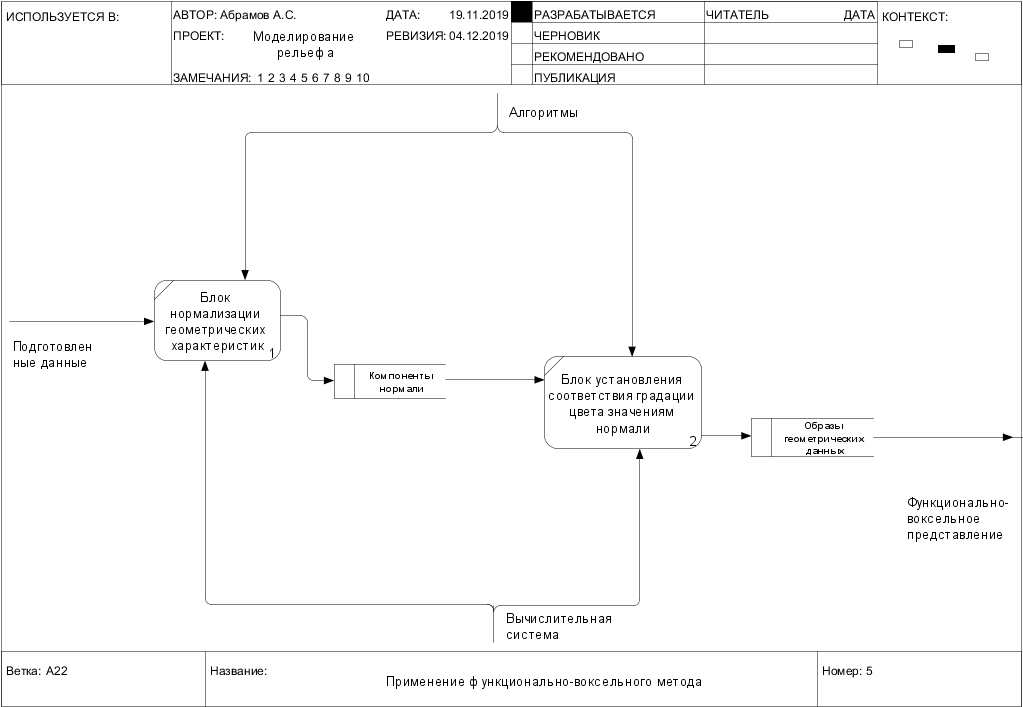 ИСПОЛЬЗУЕТСЯ В:
АВТОР: Абрамов А.С.
ДАТА: 19.11.2019
РАЗРАБАТЫВАЕТСЯ
ЧИТАТЕЛЬ
ДАТА
КОНТЕКСТ:
ПРОЕКТ: Моделирование
рельефа
РЕВИЗИЯ: 04.12.2019
ЧЕРНОВИК
РЕКОМЕНДОВАНО
ЗАМЕЧАНИЯ: 1 2 3 4 5 6 7 8 9 10
ПУБЛИКАЦИЯ
Алгоритмы
Блок
нормализации
геометрических
характеристик
1
Подготовлен
ные данные
Компоненты
нормали
Блок установления
соответствия градации
цвета значениям
нормали
2
Образы
геометрических
данных
Функционально-
воксельное
представление
Вычислительная
система
Ветка: A22
Название:
Применение функционально-воксельного метода
Номер: 5